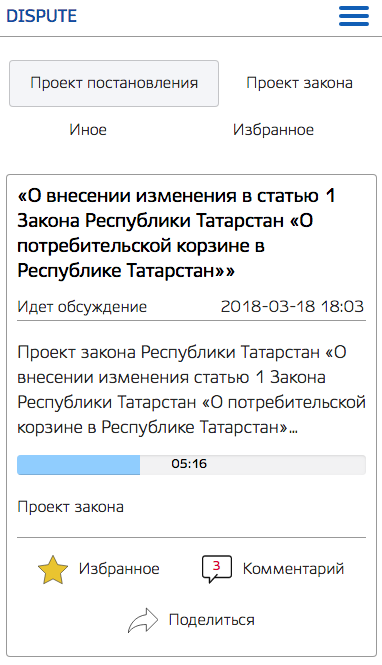 DISPUTE
Проект постановления Проект закона
Иное Избранное
«О внесении изменения в статью 1
Закона Республики Татарстан «О
потребительской корзине в
Республике Татарстан»»
Идет обсуждение 2018-03-18 18:03
Проект закона Республики Татарстан «О
внесении изменения статью 1 Закона
Республики Татарстан «О потребительской
корзине в Республике Татарстан»...
05:16
Проект закона
Избранное 3 Комментарий
Поделиться